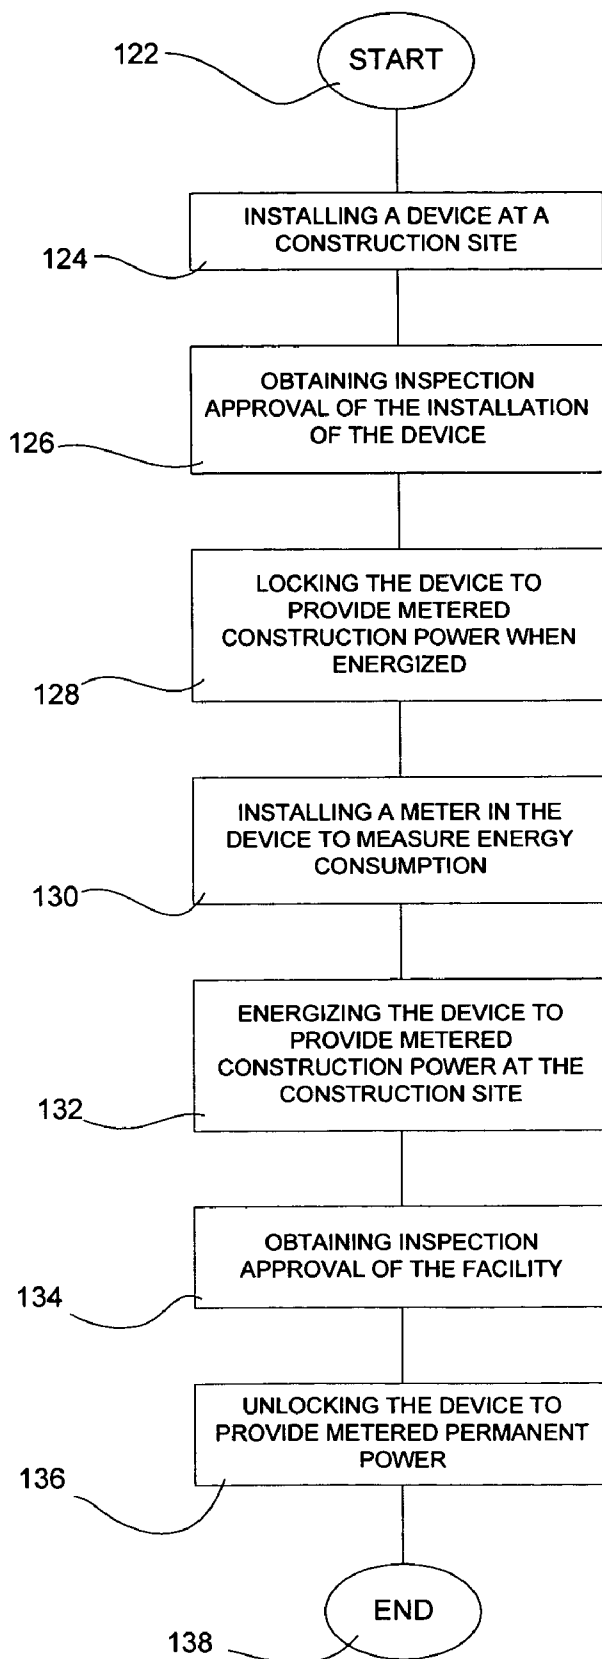 122
START
INSTALLING A DEVICE AT A
CONSTRUCTION SITE
124
OBTAINING INSPECTION
APPROVAL OF THE INSTALLATION
OF THE DEVICE
126
LOCKING THE DEVICE TO
PROVIDE METERED
CONSTRUCTION POWER WHEN
ENERGIZED
128
INSTALLING A METER IN THE
DEVICE TO MEASURE ENERGY
CONSUMPTION
130
ENERGIZING THE DEVICE TO
PROVIDE METERED
CONSTRUCTION POWER AT THE
CONSTRUCTION SITE
132
OBTAINING INSPECTION
APPROVAL OF THE FACILITY
134
UNLOCKING THE DEVICE TO
PROVIDE METERED PERMANENT
POWER
136
END
138